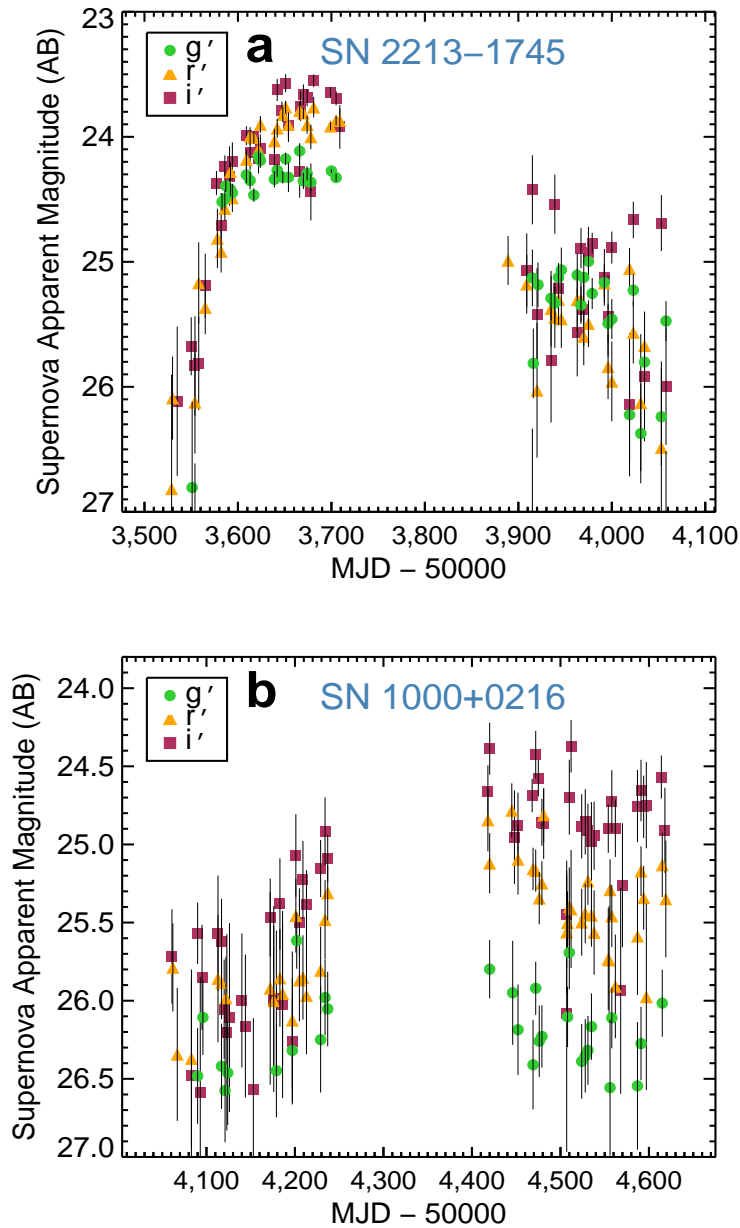 23
24
25
26
27
Supernova Apparent Magnitude (AB)
g′
r′
i′
a
SN 2213−1745
3,500 3,600 3,700 3,800 3,900 4,000 4,100
MJD − 50000
24.0
24.5
25.0
25.5
26.0
26.5
27.0
Supernova Apparent Magnitude (AB)
g′
r′
i′
b
SN 1000+0216
4,100 4,200 4,300 4,400 4,500 4,600
MJD − 50000